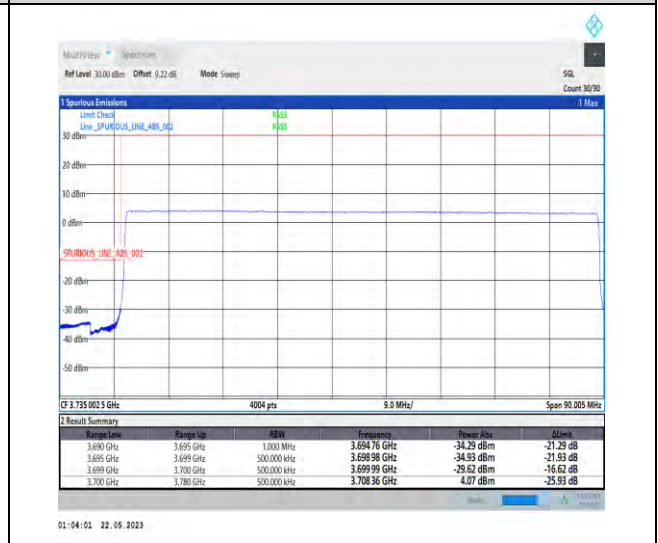 MultiView Spectrum
Ref Level 30.00 dBm Offset 9.22 dB Mode Sweep SGL
Count 30/30
1 Spurious Emissions 1 Max
Limit Check PASS
Line _SPURIOUS_LINE_ABS_002 PASS
30 dBm
20 dBm
10 dBm
0 dBm
SPURIOUS_LINE_ABS_002
-20 dBm
-30 dBm
-40 dBm
-50 dBm
CF 3.735 002 5 GHz 4004 pts 9.0 MHz/ Span 90.005 MHz
2 Result Summary
Range Low Range Up RBW Frequency Power Abs ΔLimit
3.690 GHz 3.695 GHz 1.000 MHz 3.694 76 GHz -34.29 dBm -21.29 dB
3.695 GHz 3.699 GHz 500.000 kHz 3.698 98 GHz -34.93 dBm -21.93 dB
3.699 GHz 3.700 GHz 500.000 kHz 3.699 99 GHz -29.62 dBm -16.62 dB
3.700 GHz 3.780 GHz 500.000 kHz 3.708 36 GHz 4.07 dBm -25.93 dB
01:04:01 22.05.2023